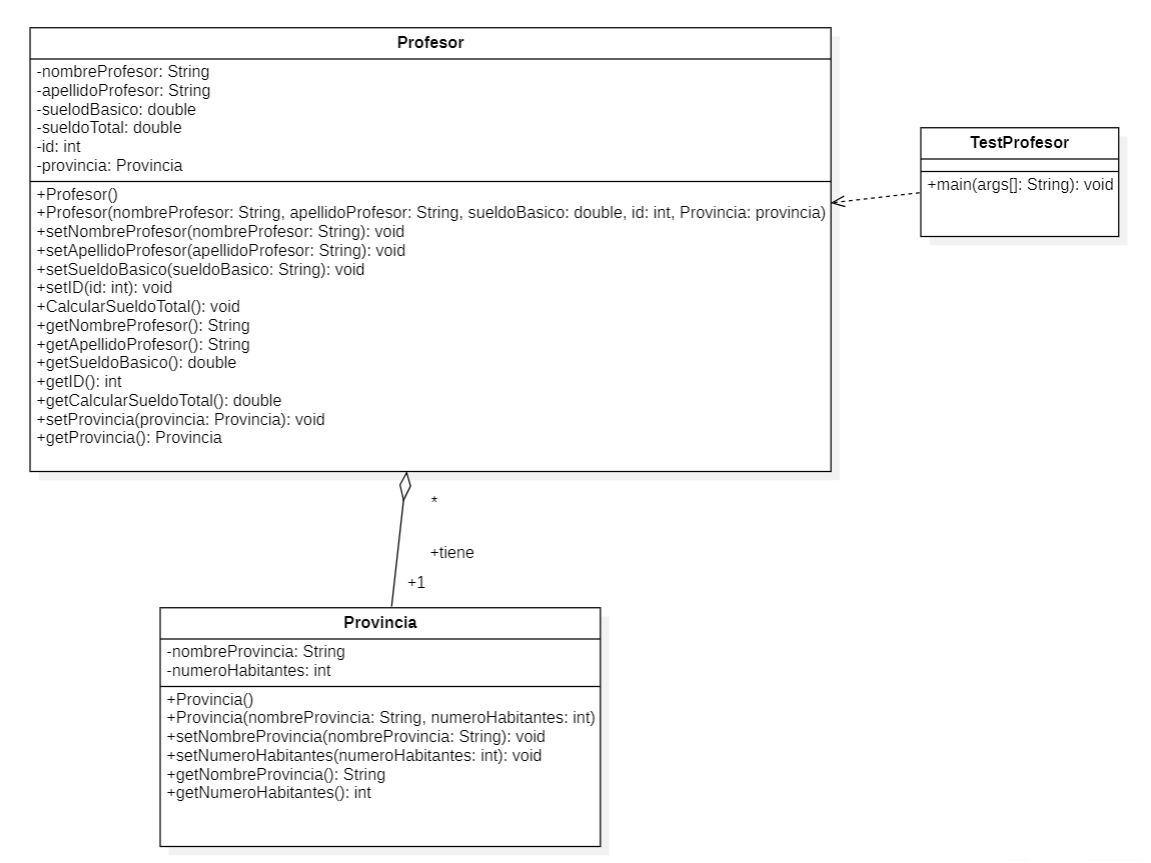 Profesor
-nombreProfesor: String
-apellidoProfesor: String
-suelodBasico: double
-sueldoTotal: double
-id: int
-provincia: Provincia
+Profesor()
+Profesor(nombreProfesor: String, apellidoProfesor: String, sueldoBasico: double, id: int, Provincia: provincia)
+setNombreProfesor(nombreProfesor: String): void
+setApellidoProfesor(apellidoProfesor: String): void
+setSueldoBasico(sueldoBasico: String): void
+setID(id: int): void
+CalcularSueldoTotal(): void
+getNombreProfesor(): String
+getApellidoProfesor(): String
+getSueldoBasico(): double
+getID(): int
+getCalcularSueldoTotal(): double
+setProvincia(provincia: Provincia): void
+getProvincia(): Provincia
TestProfesor
+main(args[]: String): void
*
+tiene
+1
Provincia
-nombreProvincia: String
-numeroHabitantes: int
+Provincia()
+Provincia(nombreProvincia: String, numeroHabitantes: int)
+setNombreProvincia(nombreProvincia: String): void
+setNumeroHabitantes(numeroHabitantes: int): void
+getNombreProvincia(): String
+getNumeroHabitantes(): int